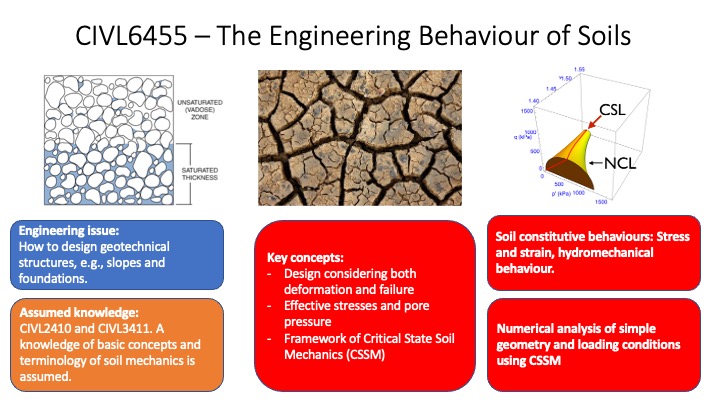 CIVL6455 – The Engineering Behaviour of Soils
UNSATURATED
(VADOSE)
ZONE
SATURATED
THICKNESS
1.55
v
1.50
1.45
1.40
1500
1000
q (kPa)
500
0
0
500
p' (kPa)
1000
1500
CSL
NCL
Engineering issue:
How to design geotechnical
structures, e.g., slopes and
foundations.
Assumed knowledge:
CIVL2410 and CIVL3411. A
knowledge of basic concepts and
terminology of soil mechanics is
assumed.
Key concepts:
- Design considering both
deformation and failure
- Effective stresses and pore
pressure
- Framework of Critical State Soil
Mechanics (CSSM)
Soil constitutive behaviours: Stress
and strain, hydromechanical
behaviour.
Numerical analysis of simple
geometry and loading conditions
using CSSM